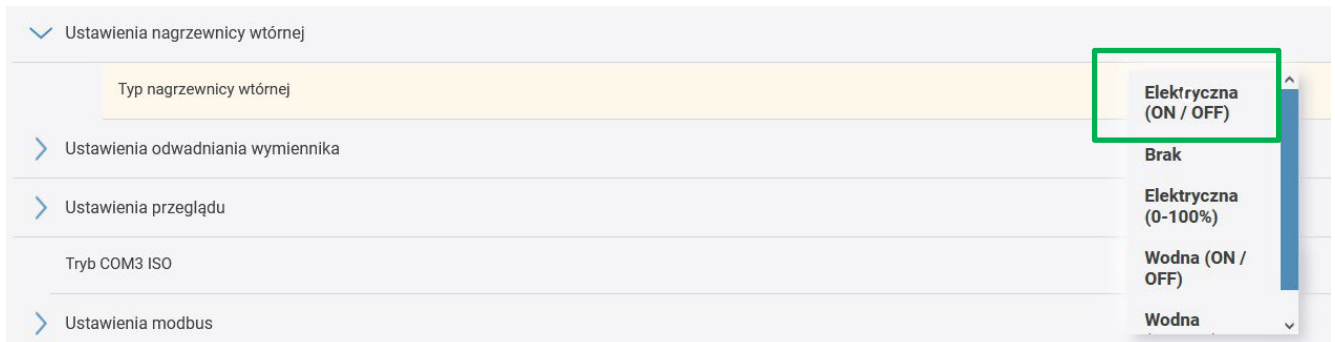 Ustawienia nagrzewnicy wtórnej
Typ nagrzewnicy wtórnej
Elektryczna
(ON / OFF)
Brak
Ustawienia odwadniania wymiennika
Elektryczna
(0-100%)
Ustawienia przeglądu
Wodna (ON /
OFF)
Tryb COM3 ISO
Wodna
Ustawienia modbus